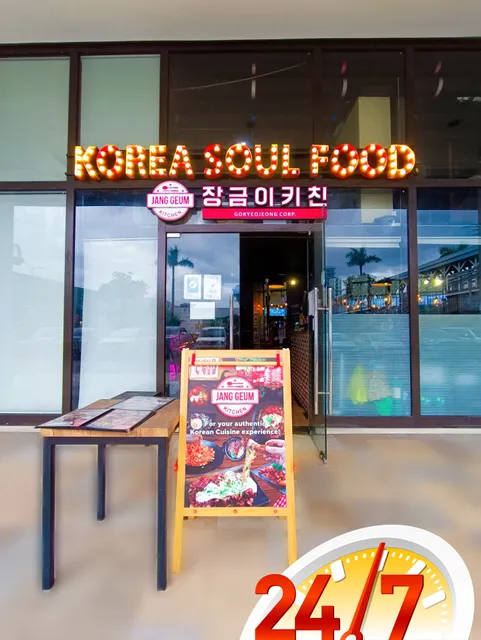 KOREA SOUL FOOD
JANG GEUM
KITCHEN
장금이키친
GORYEOJEONG CORP.
JANG GEUM
KITCHEN
For your authentic
Korean Cuisine experience!
24/7